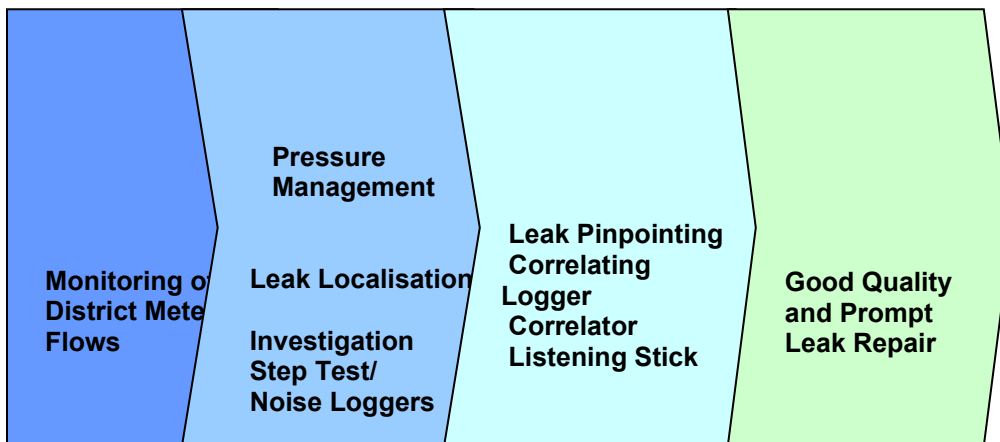 Monitoring of
District Mete
Flows
Pressure
Management
Leak Localisation
Investigation
Step Test/
Noise Loggers
Leak Pinpointing
Correlating
Logger
Correlator
Listening Stick
Good Quality
and Prompt
Leak Repair